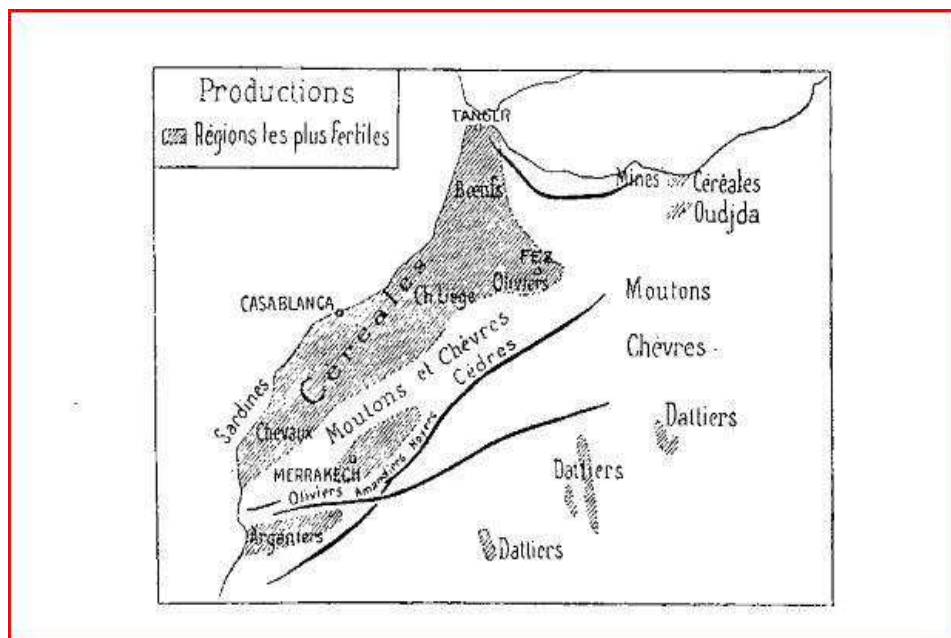 Productions
Régions les plus fertiles
TANGER
Bœufs
Mines
Céréales
Oudjda
FEZ
Oliviers
Ch. Liège
CASABLANCA
Céréales
Moutons
Chèvres
Moutons et Chèvres
Cèdres
Sardines
Chevaux
Dattiers
MERRAKECH
Oliviers Amandiers Noyers
Dattiers
Arganiers
Dattiers